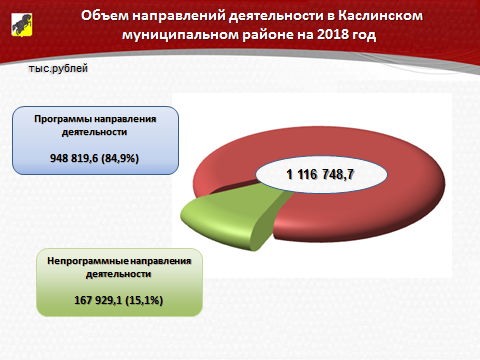 Объем направлений деятельности в Каслинском
муниципальном районе на 2018 год
тыс.рублей
Программы направления
деятельности
948 819,6 (84,9%)
1 116 748,7
Непрограммные направления
деятельности
167 929,1 (15,1%)